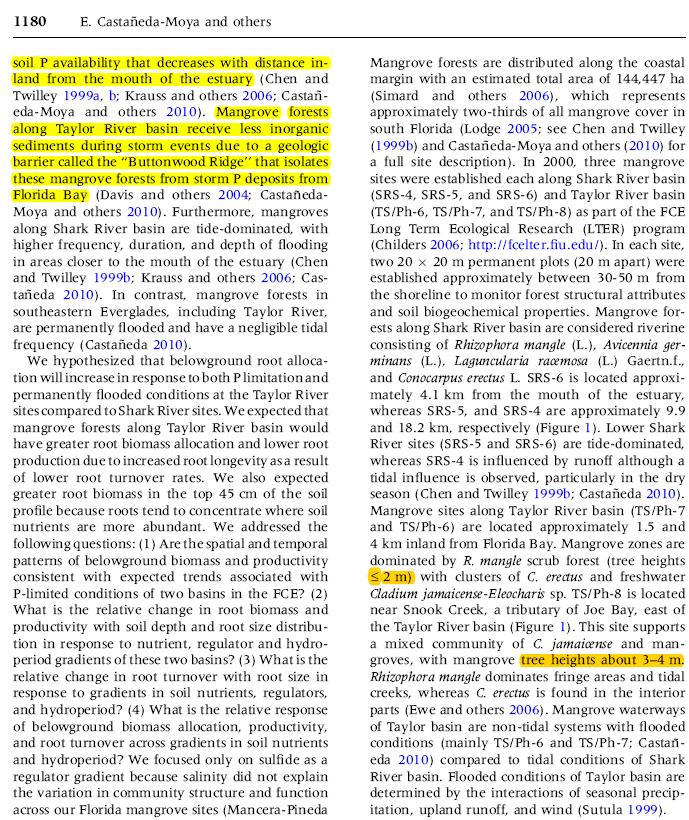 1180 E. Castañeda-Moya and others
soil P availability that decreases with distance in-
land from the mouth of the estuary (Chen and
Twilley 1999a, b; Krauss and others 2006; Castañ-
eda-Moya and others 2010). Mangrove forests
along Taylor River basin receive less inorganic
sediments during storm events due to a geologic
barrier called the ‘‘Buttonwood Ridge’’ that isolates
these mangrove forests from storm P deposits from
Florida Bay (Davis and others 2004; Castañeda-
Moya and others 2010). Furthermore, mangroves
along Shark River basin are tide-dominated, with
higher frequency, duration, and depth of flooding
in areas closer to the mouth of the estuary (Chen
and Twilley 1999b; Krauss and others 2006; Cas-
tañeda 2010). In contrast, mangrove forests in
southeastern Everglades, including Taylor River,
are permanently flooded and have a negligible tidal
frequency (Castañeda 2010).
We hypothesized that belowground root alloca-
tion will increase in response to both P limitation and
permanently flooded conditions at the Taylor River
sites compared to Shark River sites. We expected that
mangrove forests along Taylor River basin would
have greater root biomass allocation and lower root
production due to increased root longevity as a result
of lower root turnover rates. We also expected
greater root biomass in the top 45 cm of the soil
profile because roots tend to concentrate where soil
nutrients are more abundant. We addressed the
following questions: (1) Are the spatial and temporal
patterns of belowground biomass and productivity
consistent with expected trends associated with
P-limited conditions of two basins in the FCE? (2)
What is the relative change in root biomass and
productivity with soil depth and root size distribu-
tion in response to nutrient, regulator and hydro-
period gradients of these two basins? (3) What is the
relative change in root turnover with root size in
response to gradients in soil nutrients, regulators,
and hydroperiod? (4) What is the relative response
of belowground biomass allocation, productivity,
and root turnover across gradients in soil nutrients
and hydroperiod? We focused only on sulfide as a
regulator gradient because salinity did not explain
the variation in community structure and function
across our Florida mangrove sites (Mancera-Pineda
Mangrove forests are distributed along the coastal
margin with an estimated total area of 144,447 ha
(Simard and others 2006), which represents
approximately two-thirds of all mangrove cover in
south Florida (Lodge 2005; see Chen and Twilley
(1999b) and Castañeda-Moya and others (2010) for
a full site description). In 2000, three mangrove
sites were established each along Shark River basin
(SRS-4, SRS-5, and SRS-6) and Taylor River basin
(TS/Ph-6, TS/Ph-7, and TS/Ph-8) as part of the FCE
Long Term Ecological Research (LTER) program
(Childers 2006; http://fcelter.fiu.edu/). In each site,
two 20 × 20 m permanent plots (20 m apart) were
established approximately between 30-50 m from
the shoreline to monitor forest structural attributes
and soil biogeochemical properties. Mangrove for-
ests along Shark River basin are considered riverine
consisting of Rhizophora mangle (L.), Avicennia ger-
minans (L.), Laguncularia racemosa (L.) Gaertn.f.,
and Conocarpus erectus L. SRS-6 is located approxi-
mately 4.1 km from the mouth of the estuary,
whereas SRS-5, and SRS-4 are approximately 9.9
and 18.2 km, respectively (Figure 1). Lower Shark
River sites (SRS-5 and SRS-6) are tide-dominated,
whereas SRS-4 is influenced by runoff although a
tidal influence is observed, particularly in the dry
season (Chen and Twilley 1999b; Castañeda 2010).
Mangrove sites along Taylor River basin (TS/Ph-7
and TS/Ph-6) are located approximately 1.5 and
4 km inland from Florida Bay. Mangrove zones are
dominated by R. mangle scrub forest (tree heights
≤ 2 m) with clusters of C. erectus and freshwater
Cladium jamaicense-Eleocharis sp. TS/Ph-8 is located
near Snook Creek, a tributary of Joe Bay, east of
the Taylor River basin (Figure 1). This site supports
a mixed community of C. jamaicense and man-
groves, with mangrove tree heights about 3–4 m.
Rhizophora mangle dominates fringe areas and tidal
creeks, whereas C. erectus is found in the interior
parts (Ewe and others 2006). Mangrove waterways
of Taylor basin are non-tidal systems with flooded
conditions (mainly TS/Ph-6 and TS/Ph-7; Castañ-
eda 2010) compared to tidal conditions of Shark
River basin. Flooded conditions of Taylor basin are
determined by the interactions of seasonal precip-
itation, upland runoff, and wind (Sutula 1999).